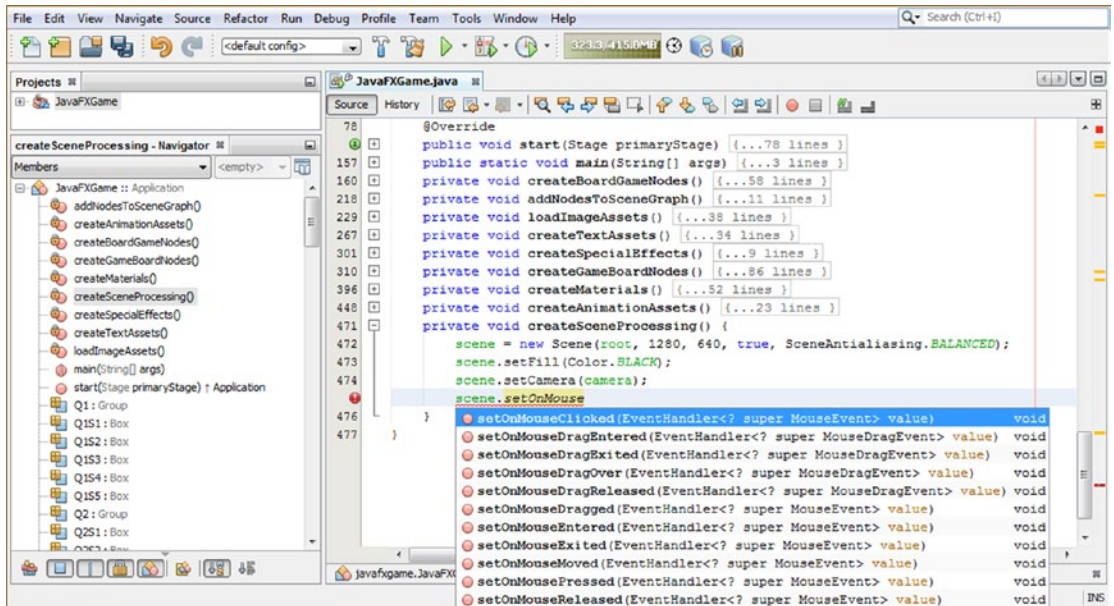 File Edit View Navigate Source Refactor Run Debug Profile Team Tools Window Help
Search (Ctrl+I)
<default config>
323.3/415.0MB
Projects
JavaFXGame
createSceneProcessing - Navigator
Members
<empty>
JavaFXGame :: Application
addNodesToSceneGraph()
createAnimationAssets()
createBoardGameNodes()
createGameBoardNodes()
createMaterials()
createSceneProcessing()
createSpecialEffects()
createTextAssets()
loadImageAssets()
main(String[] args)
start(Stage primaryStage) ↑ Application
Q1 : Group
Q1S1 : Box
Q1S2 : Box
Q1S3 : Box
Q1S4 : Box
Q1S5 : Box
Q2 : Group
Q2S1 : Box
Q2S2 : Box
JavaFXGame.java
Source History
78 @Override
public void start(Stage primaryStage) {...78 lines }
157 public static void main(String[] args) {...3 lines }
160 private void createBoardGameNodes() {...58 lines }
218 private void addNodesToSceneGraph() {...11 lines }
229 private void loadImageAssets() {...38 lines }
267 private void createTextAssets() {...34 lines }
301 private void createSpecialEffects() {...9 lines }
310 private void createGameBoardNodes() {...86 lines }
396 private void createMaterials() {...52 lines }
448 private void createAnimationAssets() {...23 lines }
471 private void createSceneProcessing() {
472 scene = new Scene(root, 1280, 640, true, SceneAntialiasing.BALANCED);
473 scene.setFill(Color.BLACK);
474 scene.setCamera(camera);
scene.setOnMouse
476 }
477 }
setOnMouseClicked(EventHandler<? super MouseEvent> value) void
setOnMouseDragEntered(EventHandler<? super MouseDragEvent> value) void
setOnMouseDragExited(EventHandler<? super MouseDragEvent> value) void
setOnMouseDragOver(EventHandler<? super MouseDragEvent> value) void
setOnMouseDragReleased(EventHandler<? super MouseDragEvent> value) void
setOnMouseDragged(EventHandler<? super MouseEvent> value) void
setOnMouseEntered(EventHandler<? super MouseEvent> value) void
setOnMouseExited(EventHandler<? super MouseEvent> value) void
setOnMouseMoved(EventHandler<? super MouseEvent> value) void
setOnMousePressed(EventHandler<? super MouseEvent> value) void
setOnMouseReleased(EventHandler<? super MouseEvent> value) void
javafxgame.JavaFXG
INS